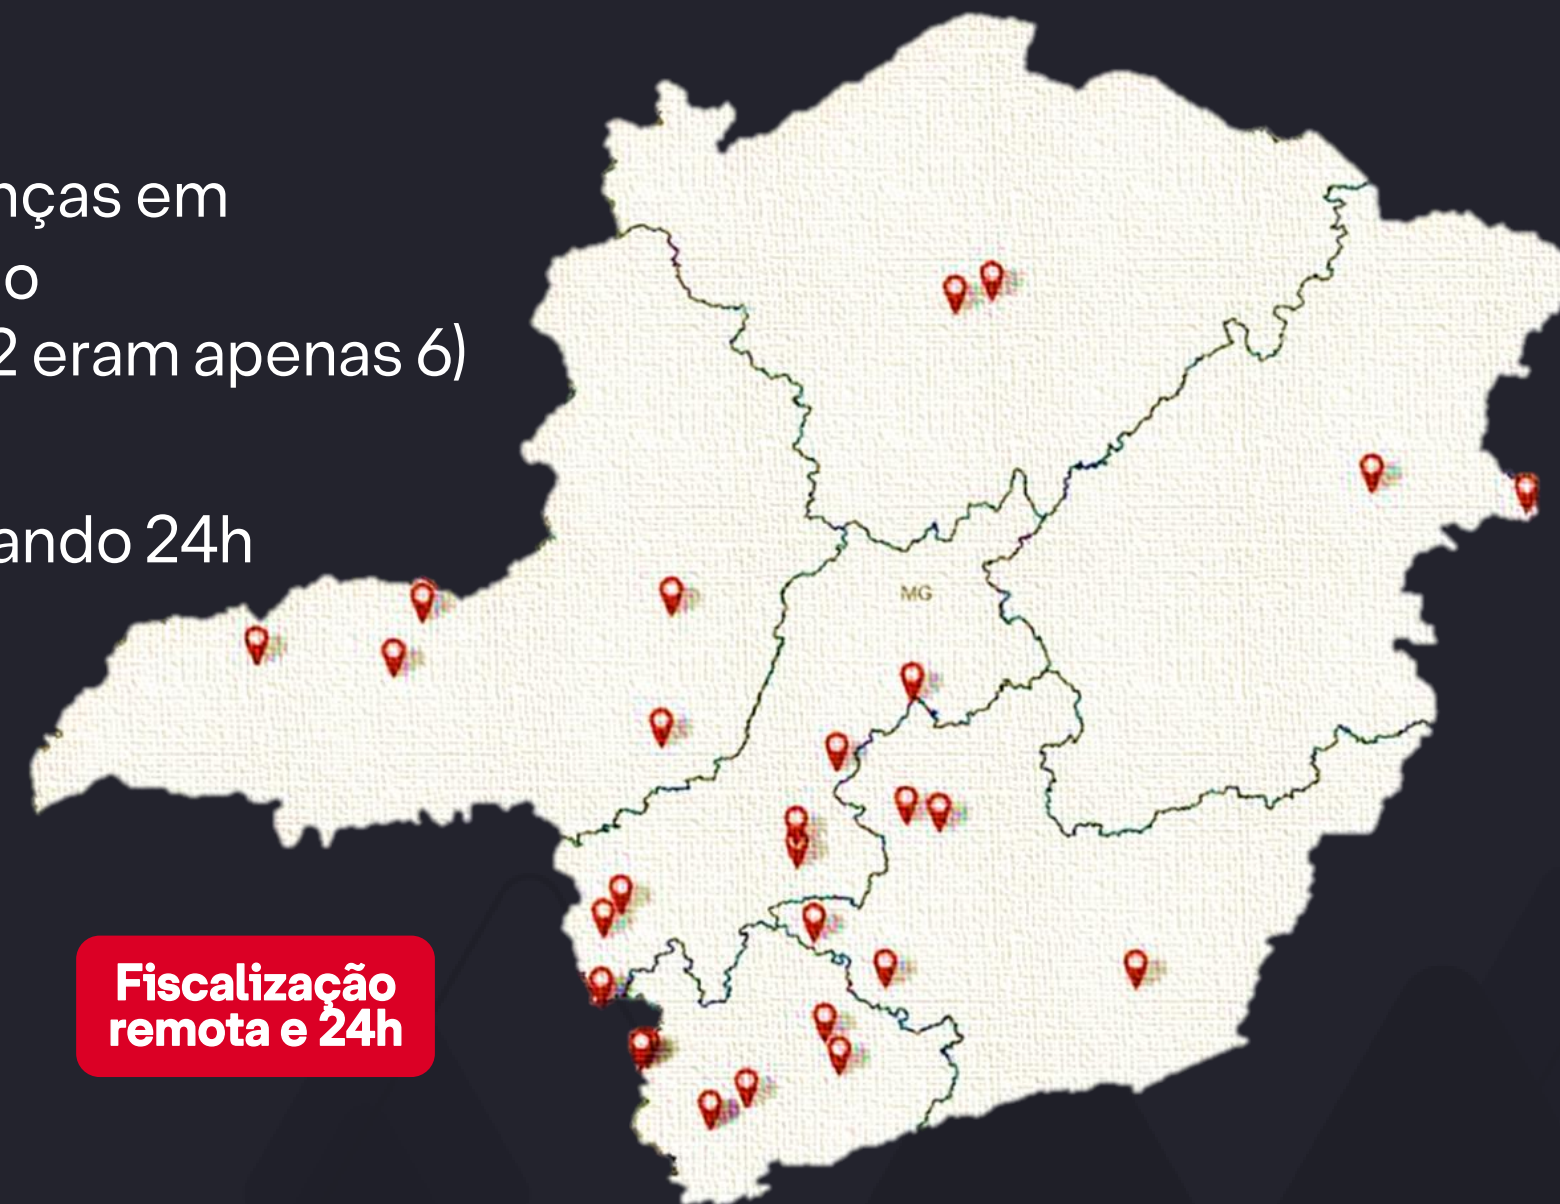 nças em
o
2 eram apenas 6)
ando 24h
MG
Fiscalização
remota e 24h